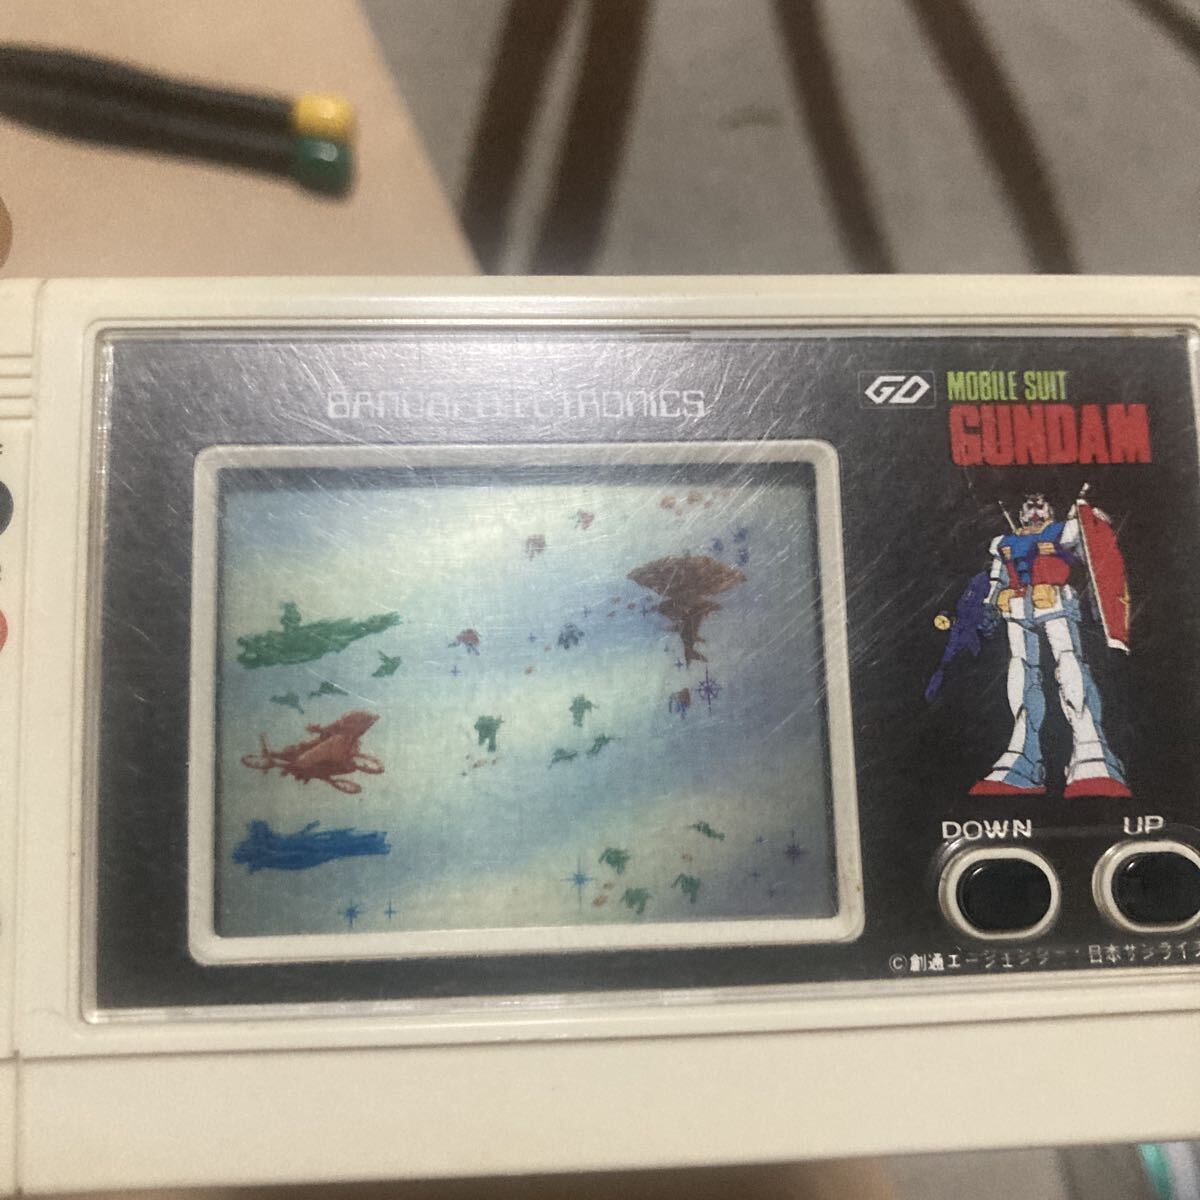 BANDAI ELECTRONICS
GD
MOBILE SUIT
GUNDAM
DOWN
UP
©創通エージェンシー・日本サンライズ